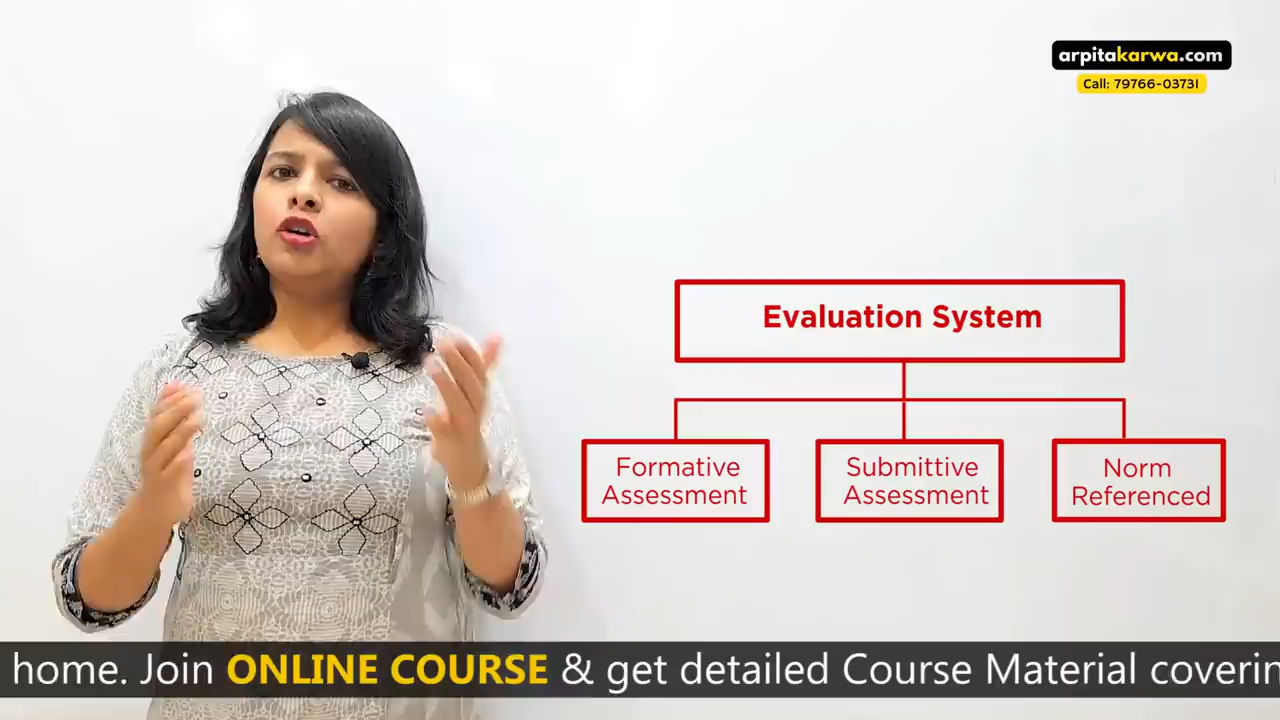 arpitakarwa.com
Call: 79766-03731
Evaluation System
Formative
Assessment
Submittive
Assessment
Norm
Referenced
home. Join ONLINE COURSE & get detailed Course Material coverin